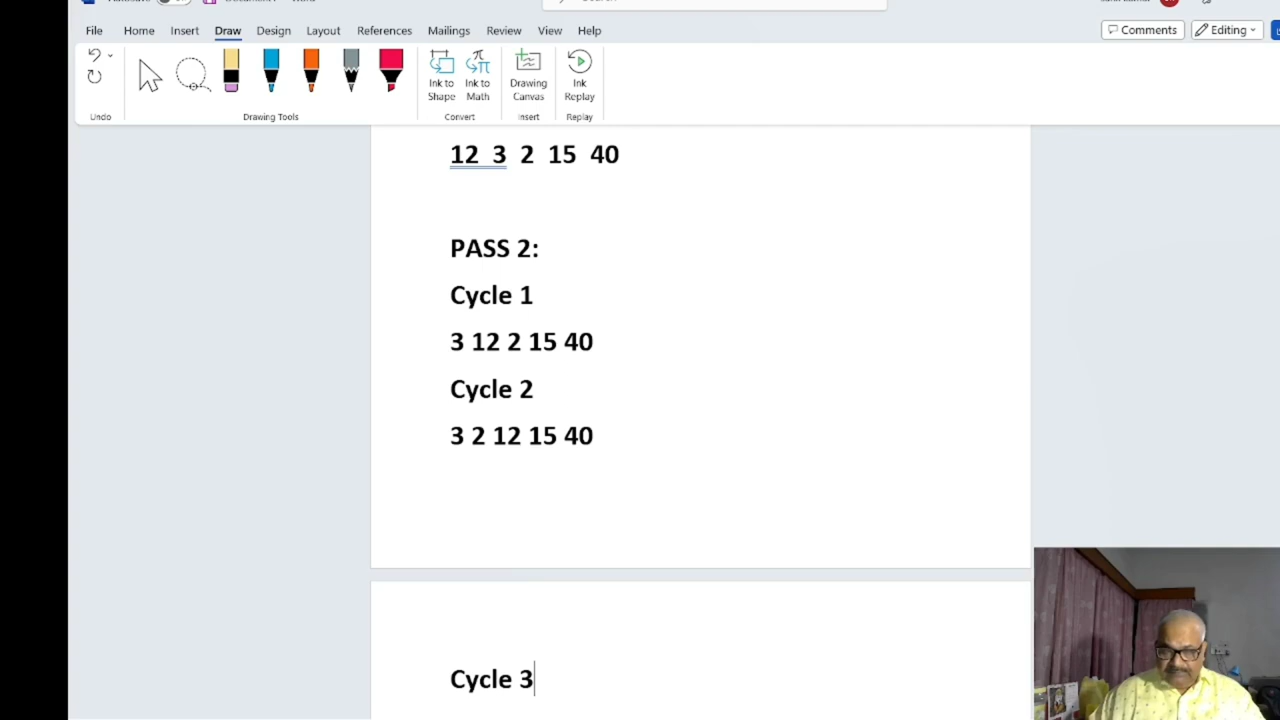 File Home Insert Draw Design Layout References Mailings Review View Help Comments Editing
Undo
Ink to Shape
Ink to Math
Drawing Canvas
Ink Replay
Drawing Tools Convert Insert Replay
12 3 2 15 40
PASS 2:
Cycle 1
3 12 2 15 40
Cycle 2
3 2 12 15 40
Cycle 3